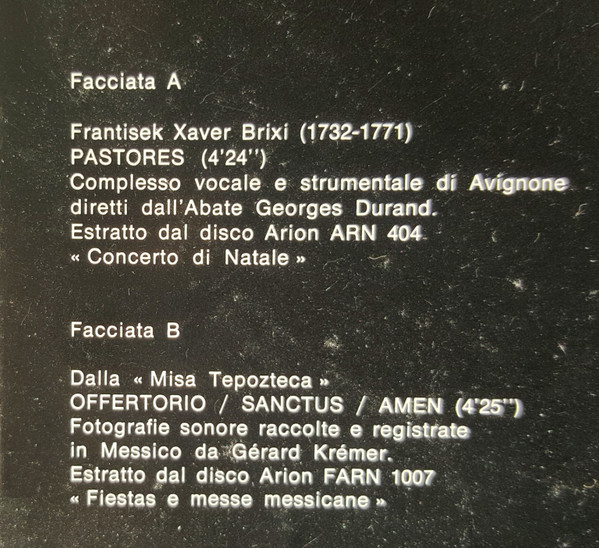 Facciata A
Frantisek Xaver Brixi (1732-1771)
PASTORES (4'24'')
Complesso vocale e strumentale di Avignone
diretti dall'Abate Georges Durand.
Estratto dal disco Arion ARN 404
« Concerto di Natale »
Facciata B
Dalla « Misa Tepozteca »
OFFERTORIO / SANCTUS / AMEN (4'25'')
Fotografie sonore raccolte e registrate
in Messico da Gérard Krémer.
Estratto dal disco Arion FARN 1007
« Fiestas e messe messicane »